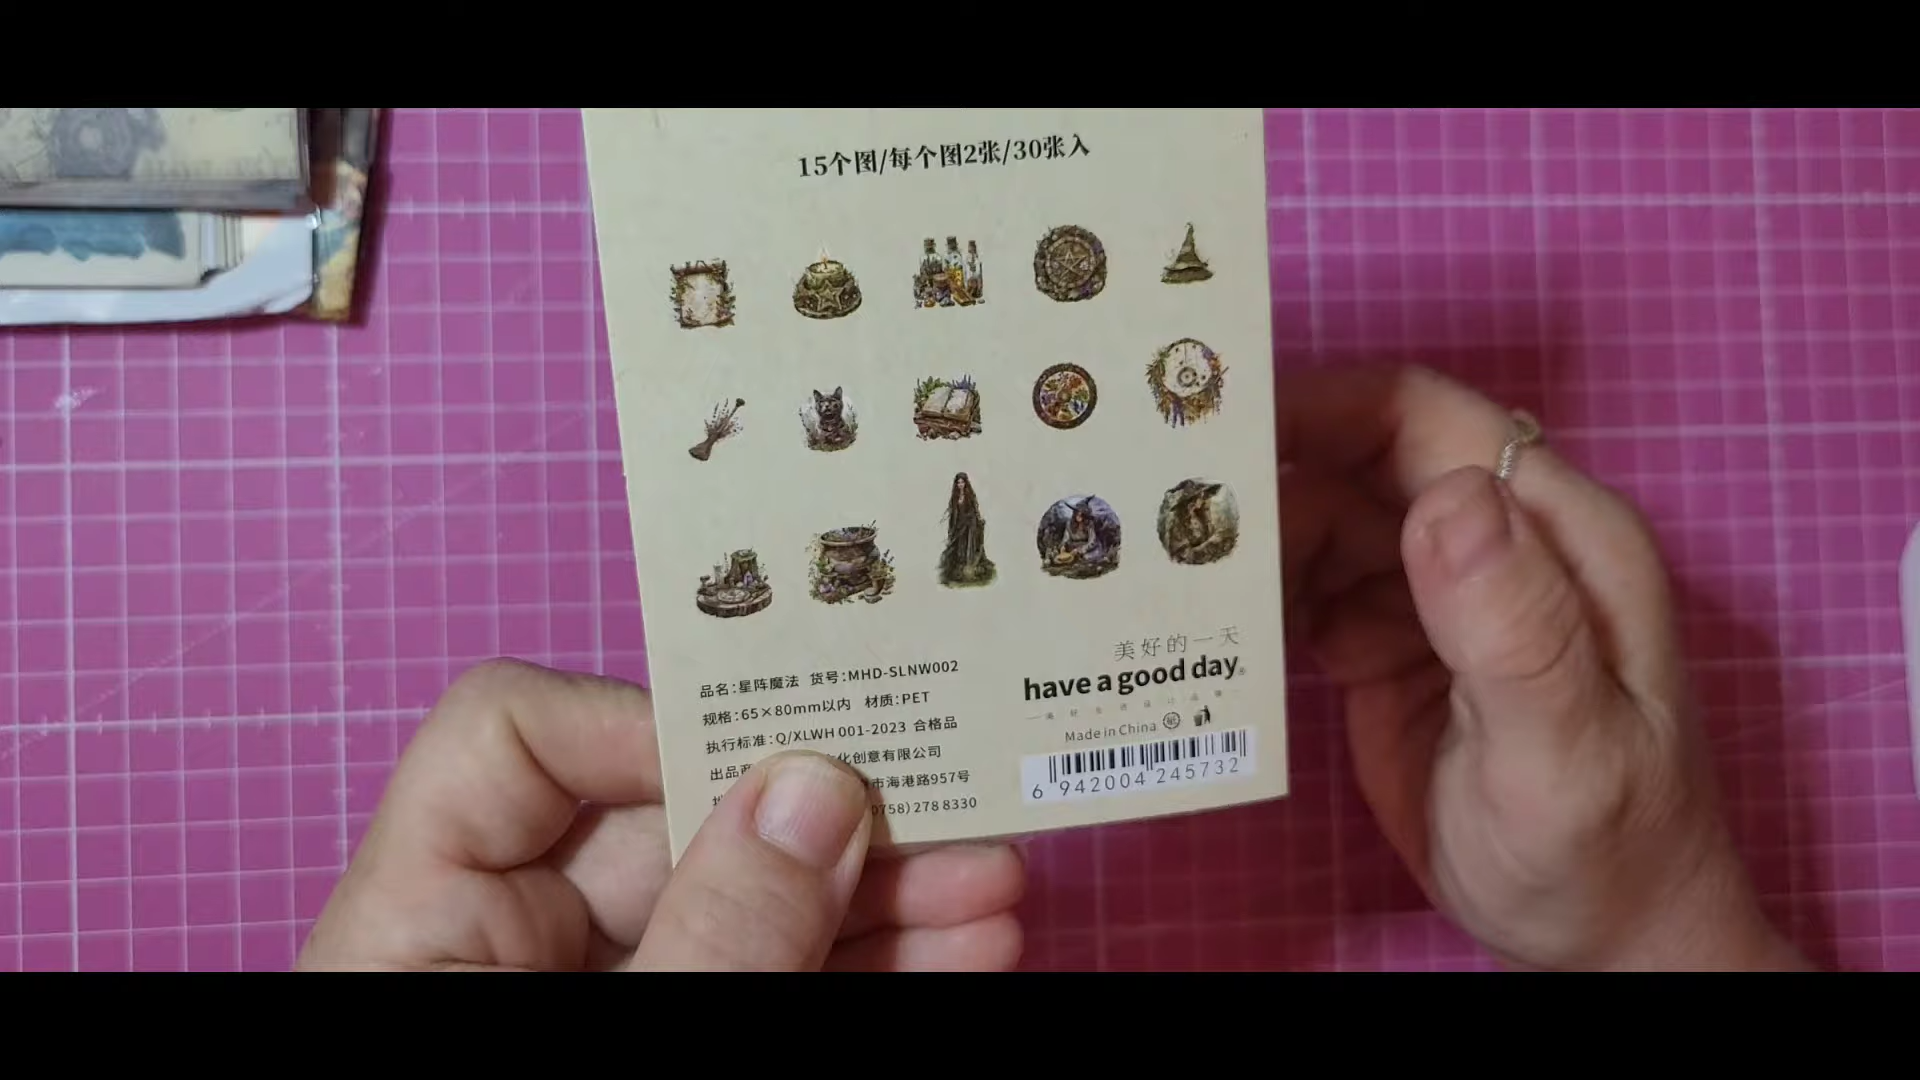 15个图/每个图2张/30张入
品名:星阵魔法 货号:MHD-SLNW002
规格:65×80mm以内 材质:PET
执行标准:Q/XLWH 001-2023 合格品
出品商 化创意有限公司
市海港路957号
0758)278 8330
美好的一天
have a good day®
Made in China
6 942004 245732